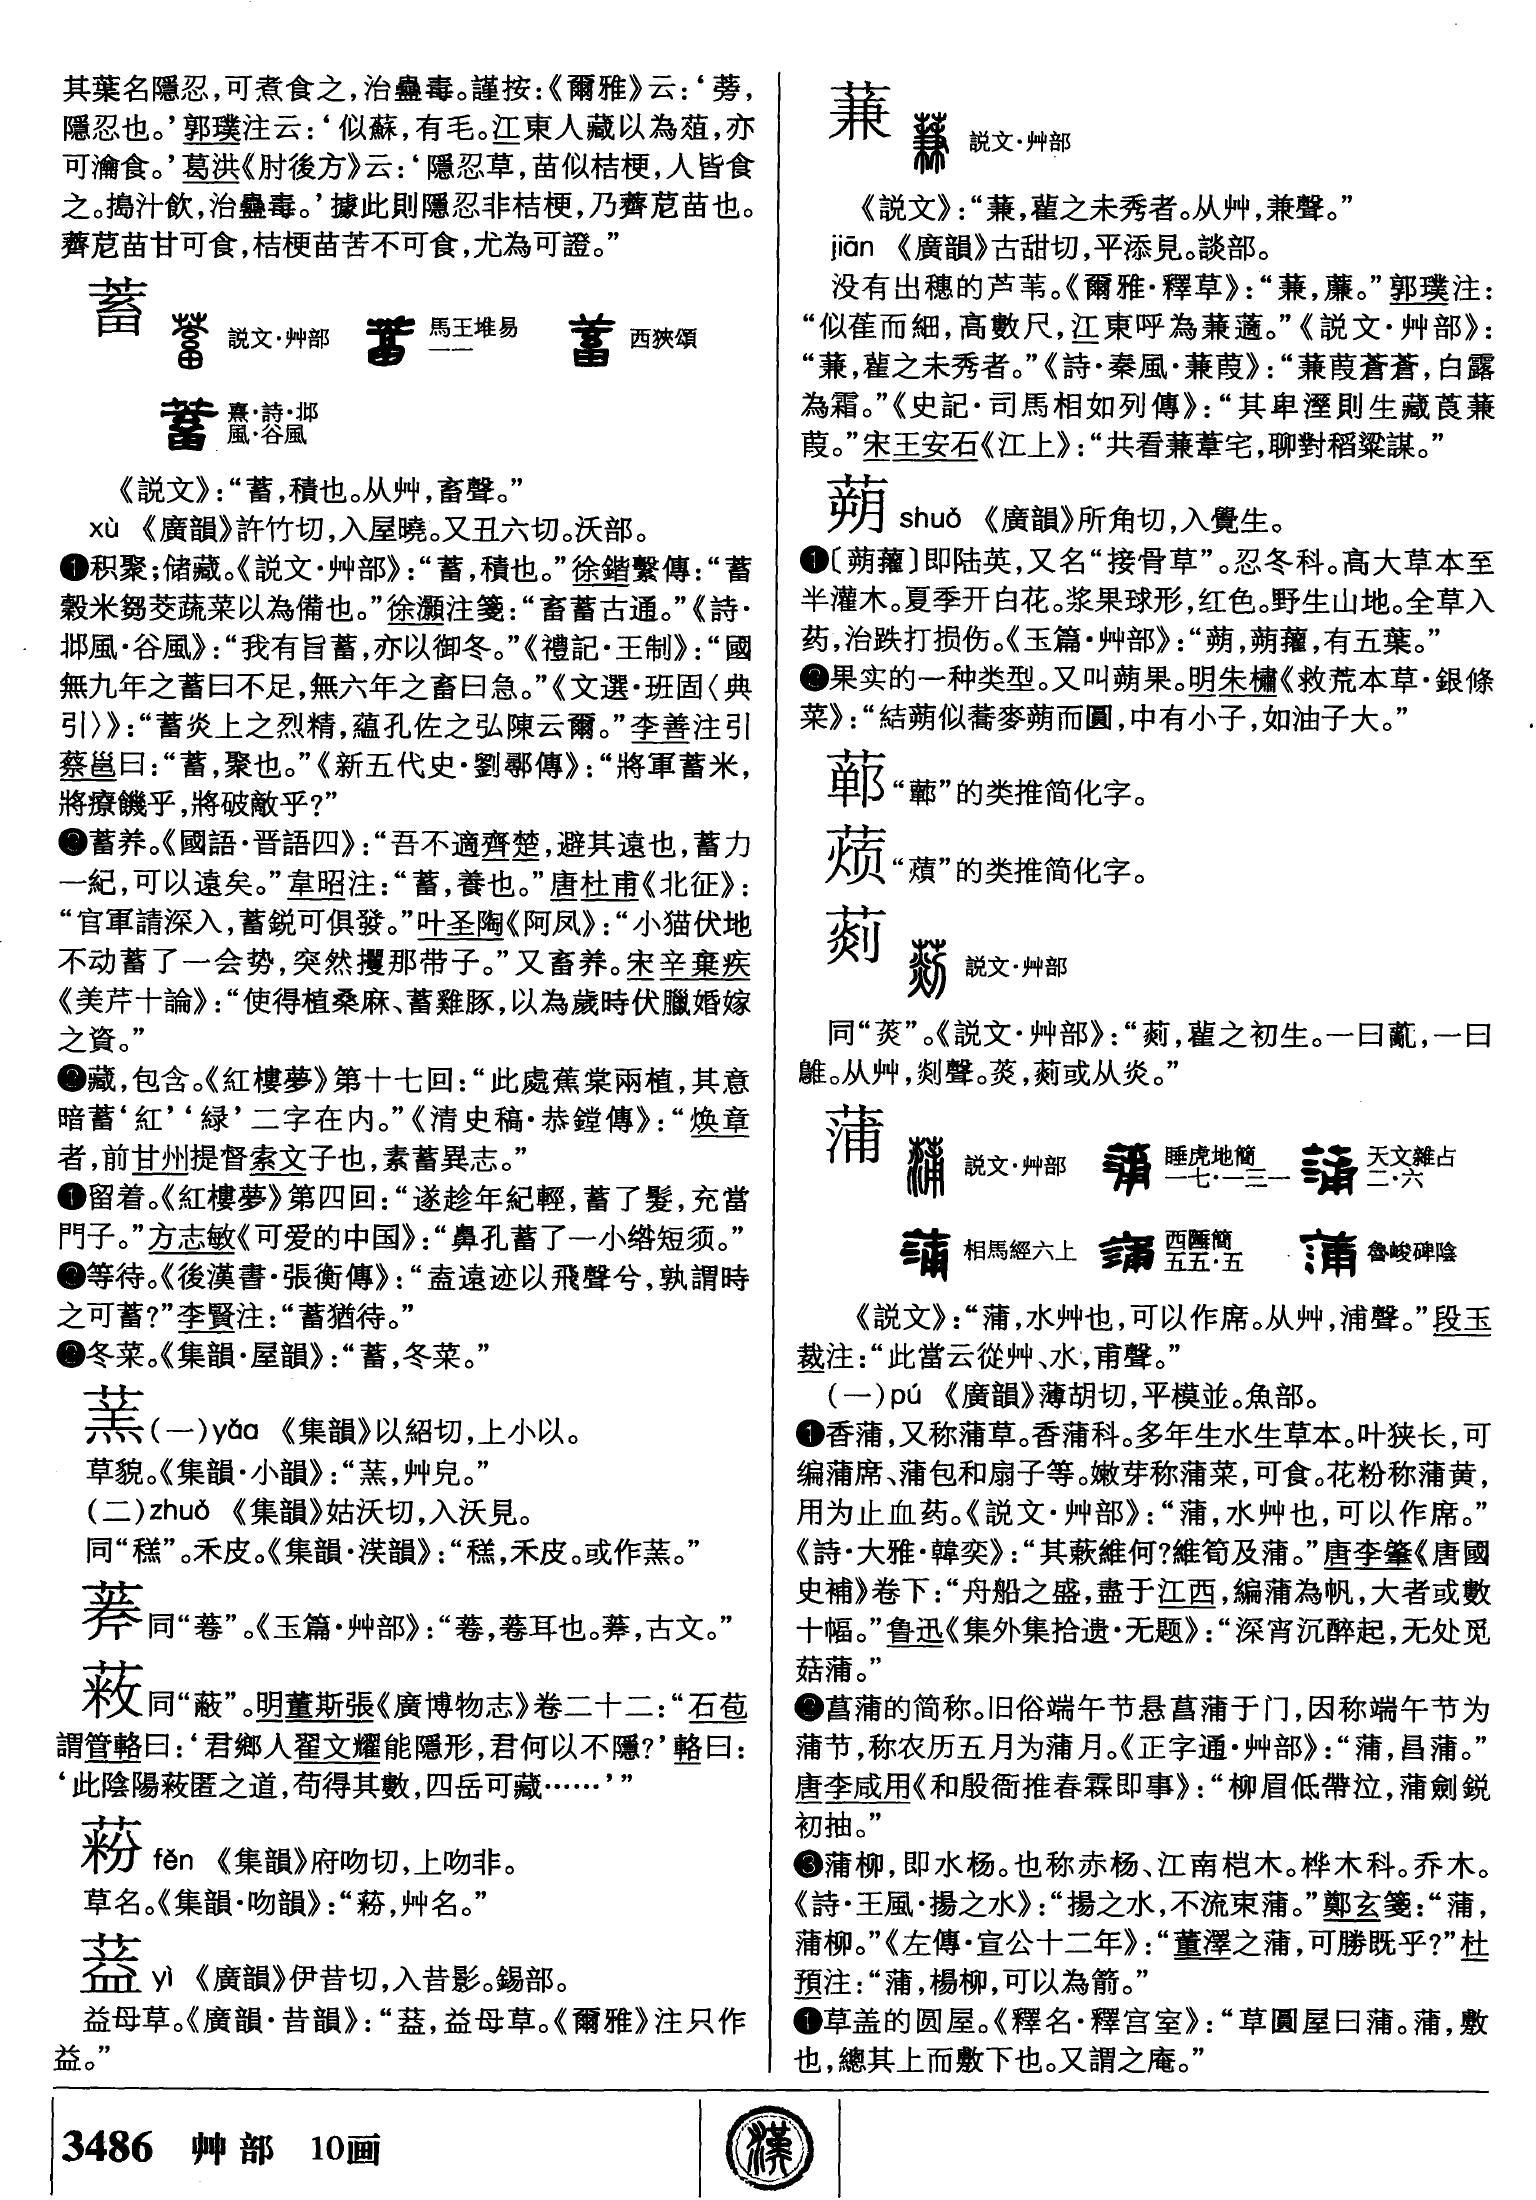 其葉名隱忍，可煮食之，治蠱毒。謹按：《爾雅》云：‘蒡，
隱忍也。’郭璞注云：‘似蘇，有毛。江東人藏以為葅，亦
可瀹食。’葛洪《肘後方》云：‘隱忍草，苗似桔梗，人皆食
之。搗汁飲，治蠱毒。’據此則隱忍非桔梗，乃薺苨苗也。
薺苨苗甘可食，桔梗苗苦不可食，尤為可證。”
蓄 説文·艸部 馬王堆易一一 西狹頌
熹·詩·邶風·谷風
《説文》：“蓄，積也。从艸，畜聲。”
xù 《廣韻》許竹切，入屋曉。又丑六切。沃部。
❶积聚；储藏。《説文·艸部》：“蓄，積也。”徐鍇繫傳：“蓄
穀米芻茭蔬菜以為備也。”徐灝注箋：“畜蓄古通。”《詩·
邶風·谷風》：“我有旨蓄，亦以御冬。”《禮記·王制》：“國
無九年之蓄曰不足，無六年之畜曰急。”《文選·班固〈典
引〉》：“蓄炎上之烈精，蘊孔佐之弘陳云爾。”李善注引
蔡邕曰：“蓄，聚也。”《新五代史·劉鄩傳》：“將軍蓄米，
將療饑乎，將破敵乎？”
❷蓄养。《國語·晋語四》：“吾不適齊楚，避其遠也，蓄力
一紀，可以遠矣。”韋昭注：“蓄，養也。”唐杜甫《北征》：
“官軍請深入，蓄鋭可俱發。”叶圣陶《阿凤》：“小猫伏地
不动蓄了一会势，突然攫那带子。”又畜养。宋辛棄疾
《美芹十論》：“使得植桑麻、蓄雞豚，以為歲時伏臘婚嫁
之資。”
❸藏，包含。《紅樓夢》第十七回：“此處蕉棠兩植，其意
暗蓄‘紅’‘緑’二字在内。”《清史稿·恭鏜傳》：“焕章
者，前甘州提督索文子也，素蓄異志。”
❹留着。《紅樓夢》第四回：“遂趁年紀輕，蓄了髮，充當
門子。”方志敏《可爱的中国》：“鼻孔蓄了一小绺短须。”
❺等待。《後漢書·張衡傳》：“盍遠迹以飛聲兮，孰謂時
之可蓄？”李賢注：“蓄猶待。”
❻冬菜。《集韻·屋韻》：“蓄，冬菜。”
䔄(一)yǎo 《集韻》以紹切，上小以。
草貌。《集韻·小韻》：“䔄，艸皃。”
(二)zhuó 《集韻》姑沃切，入沃見。
同“穛”。禾皮。《集韻·沃韻》：“糕，禾皮。或作䔄。”
同“菤”。《玉篇·艸部》：“菤，菤耳也。，古文。”
同“蔽”。明董斯張《廣博物志》卷二十二：“石苞
謂管輅曰：‘君鄉人翟文耀能隱形，君何以不隱？’輅曰：
‘此陰陽蔽匿之道，苟得其數，四岳可藏……’”
fěn 《集韻》府吻切，上吻非。
草名。《集韻·吻韻》：“，艸名。”
䓹 yì 《廣韻》伊昔切，入昔影。錫部。
益母草。《廣韻·昔韻》：“，益母草。《爾雅》注只作
益。”
蒹 説文·艸部
《説文》：“蒹，雚之未秀者。从艸，兼聲。”
jiān 《廣韻》古甜切，平添見。談部。
没有出穗的芦苇。《爾雅·釋草》：“蒹，薕。”郭璞注：
“似萑而細，高數尺，江東呼為蒹藡。”《説文·艸部》：
“蒹，雚之未秀者。”《詩·秦風·蒹葭》：“蒹葭蒼蒼，白露
為霜。”《史記·司馬相如列傳》：“其卑溼則生藏莨蒹
葭。”宋王安石《江上》：“共看蒹葦宅，聊對稻粱謀。”
蒴 shuò 《廣韻》所角切，入覺生。
❶〔蒴藋〕即陆英，又名“接骨草”。忍冬科。高大草本至
半灌木。夏季开白花。浆果球形，红色。野生山地。全草入
药，治跌打损伤。《玉篇·艸部》：“蒴，蒴藋，有五葉。”
❷果实的一种类型。又叫蒴果。明朱橚《救荒本草·銀條
菜》：“結蒴似蕎麥蒴而圓，中有小子，如油子大。”
“蘄”的类推简化字。
“薠”的类推简化字。
䓞 説文·艸部
同“菼”。《説文·艸部》：“䓞，雚之初生。一曰薍，一曰
鵻。从艸，剡聲。菼，䓞或从炎。”
蒲 説文·艸部 睡虎地簡一七·一三一 天文雜占二·六
相馬經六上 西陲簡五五·五 魯峻碑陰
《説文》：“蒲，水艸也，可以作席。从艸，浦聲。”段玉
裁注：“此當云從艸、水，甫聲。”
(一)pú 《廣韻》薄胡切，平模並。魚部。
❶香蒲，又称蒲草。香蒲科。多年生水生草本。叶狭长，可
编蒲席、蒲包和扇子等。嫩芽称蒲菜，可食。花粉称蒲黄，
用为止血药。《説文·艸部》：“蒲，水艸也，可以作席。”
《詩·大雅·韓奕》：“其蔌維何？維筍及蒲。”唐李肇《唐國
史補》卷下：“舟船之盛，盡于江西，編蒲為帆，大者或數
十幅。”鲁迅《集外集拾遗·无题》：“深宵沉醉起，无处觅
菰蒲。”
❷菖蒲的简称。旧俗端午节悬菖蒲于门，因称端午节为
蒲节，称农历五月为蒲月。《正字通·艸部》：“蒲，昌蒲。”
唐李咸用《和殷衙推春霖即事》：“柳眉低帶泣，蒲劍鋭
初抽。”
❸蒲柳，即水杨。也称赤杨、江南桤木。桦木科。乔木。
《詩·王風·揚之水》：“揚之水，不流束蒲。”鄭玄箋：“蒲，
蒲柳。”《左傳·宣公十二年》：“董澤之蒲，可勝既乎？”杜
預注：“蒲，楊柳，可以為箭。”
❹草盖的圆屋。《釋名·釋宫室》：“草圓屋曰蒲。蒲，敷
也，總其上而敷下也。又謂之庵。”
3486 艸部 10画
漢